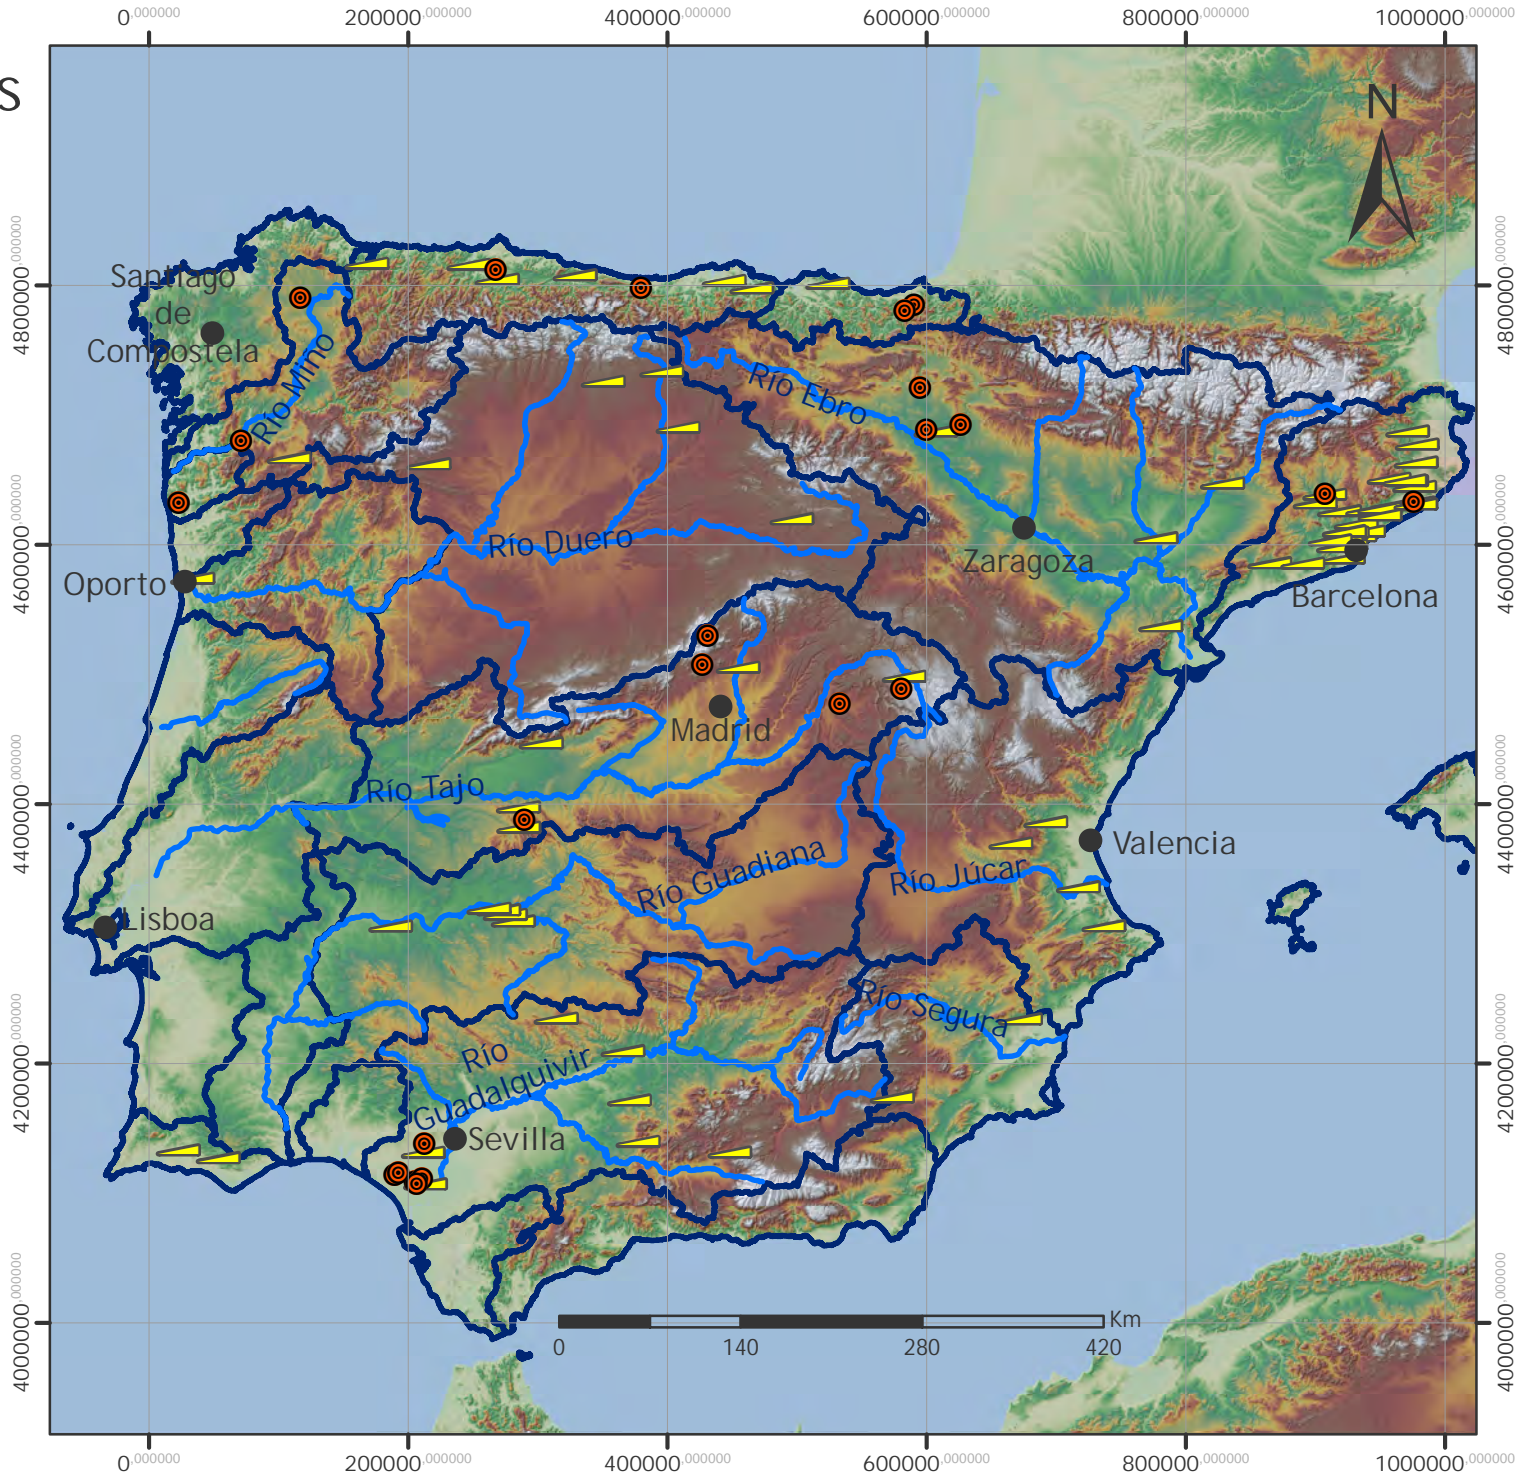 0,000000 200000,000000 400000,000000 600000,000000 800000,000000 1000000,000000
S
N
4800000,000000
4800000,000000
Santiago
de
Compostela
Río Miño
Río Ebro
4600000,000000
4600000,000000
Río Duero
Zaragoza
Oporto
Barcelona
Madrid
Río Tajo
4400000,000000
4400000,000000
Valencia
Río Guadiana
Río Júcar
Lisboa
Río Segura
4200000,000000
4200000,000000
Río
Guadalquivir
Sevilla
4000000,000000
4000000,000000
Km
0 140 280 420
0,000000 200000,000000 400000,000000 600000,000000 800000,000000 1000000,000000